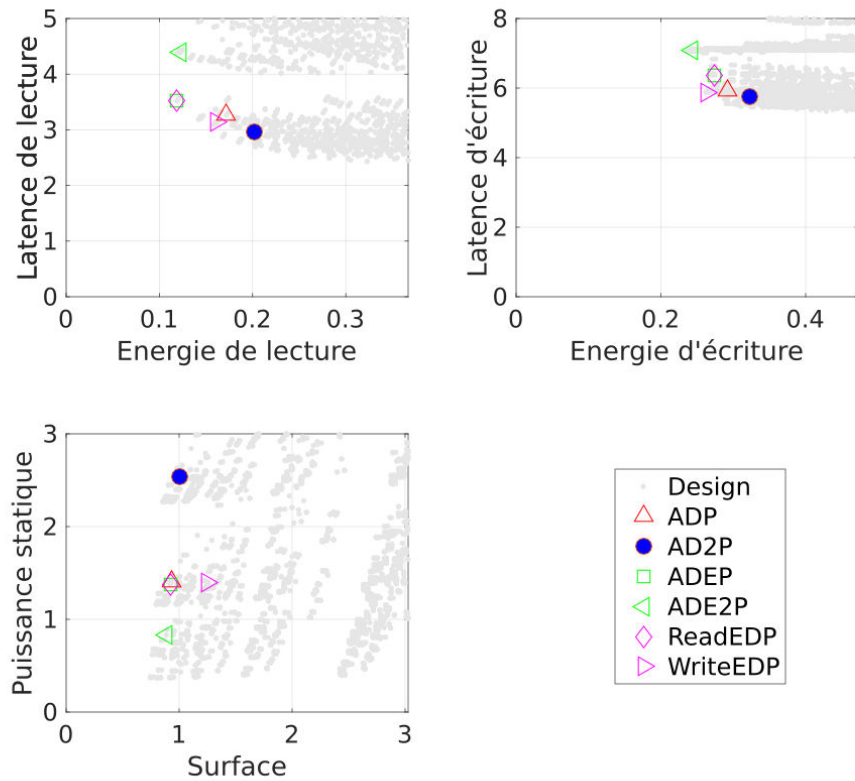 5
4
3
2
1
0
0
0.1
0.2
0.3
Latence de lecture
Energie de lecture
8
6
4
2
0
0
0.2
0.4
Latence d'écriture
Energie d'écriture
3
2
1
0
0
1
2
3
Puissance statique
Surface
Design
ADP
AD2P
ADEP
ADE2P
ReadEDP
WriteEDP